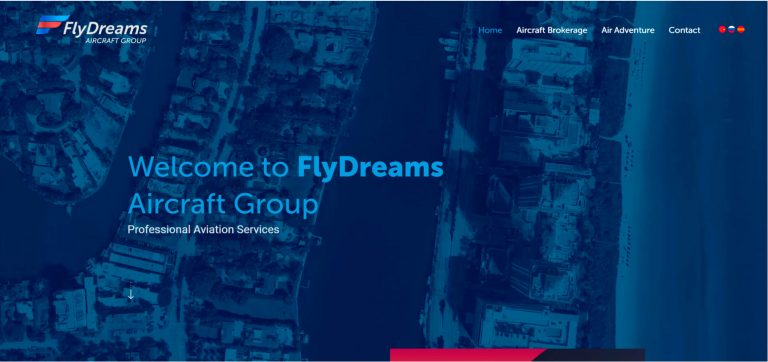 FlyDreams
AIRCRAFT GROUP
Home Aircraft Brokerage Air Adventure Contact
Welcome to FlyDreams
Aircraft Group
Professional Aviation Services